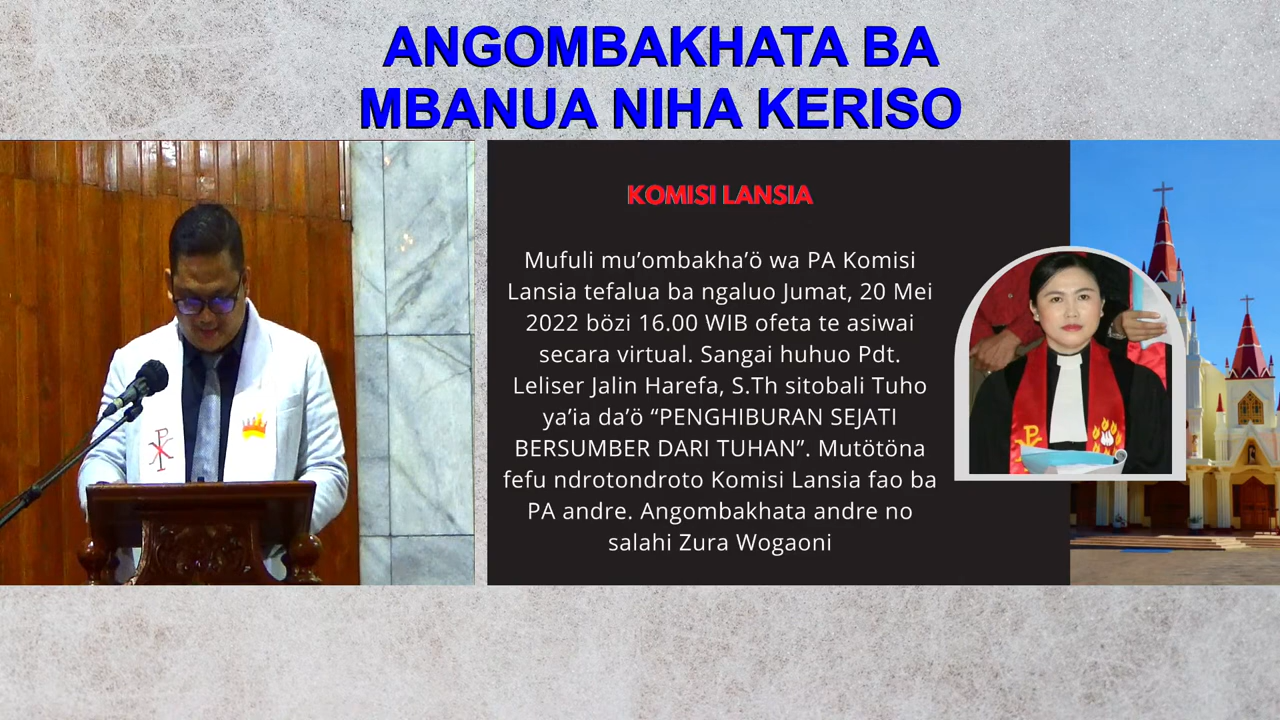 ANGOMBAKHATA BA
MBANUA NIHA KERISO
KOMISI LANSIA
Mufuli mu’ombakha’ö wa PA Komisi
Lansia tefalua ba ngaluo Jumat, 20 Mei
2022 bözi 16.00 WIB ofeta te asiwai
secara virtual. Sangai huhuo Pdt.
Leliser Jalin Harefa, S.Th sitobali Tuho
ya’ia da’ö “PENGHIBURAN SEJATI
BERSUMBER DARI TUHAN”. Mutötöna
fefu ndrotondroto Komisi Lansia fao ba
PA andre. Angombakhata andre no
salahi Zura Wogaoni